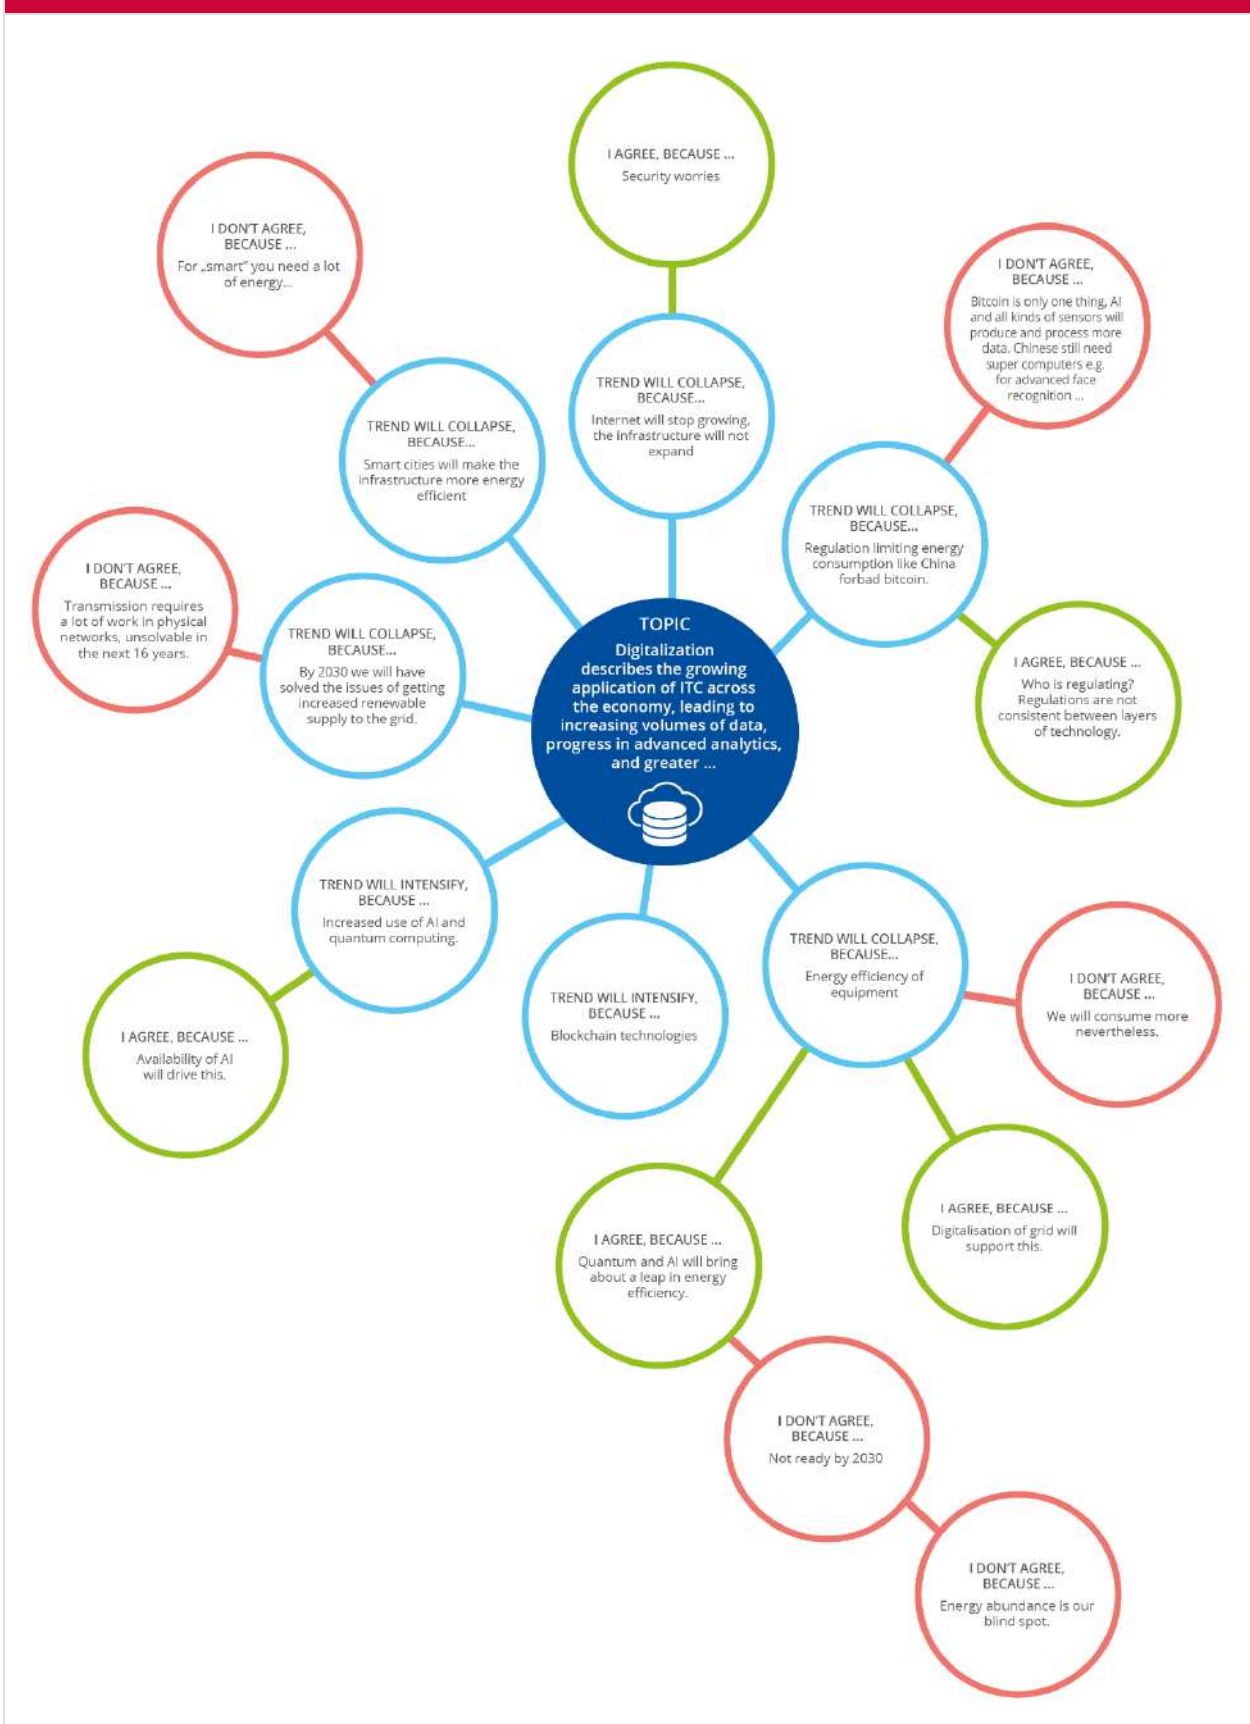 I AGREE, BECAUSE ...
Security worries
I DON'T AGREE,
BECAUSE ...
For „smart" you need a lot
of energy...
I DON'T AGREE,
BECAUSE ...
Bitcoin is only one thing, AI
and all kinds of sensors will
produce and process more
data. Chinese still need
super computers e.g.
for advanced face
recognition ...
TREND WILL COLLAPSE,
BECAUSE...
Internet will stop growing,
the infrastructure will not
expand
TREND WILL COLLAPSE,
BECAUSE...
Smart cities will make the
infrastructure more energy
efficient
TREND WILL COLLAPSE,
BECAUSE...
Regulation limiting energy
consumption like China
forbad bitcoin.
I DON'T AGREE,
BECAUSE ...
Transmission requires
a lot of work in physical
networks, unsolvable in
the next 16 years.
TREND WILL COLLAPSE,
BECAUSE...
By 2030 we will have
solved the issues of getting
increased renewable
supply to the grid.
TOPIC
Digitalization
describes the growing
application of ITC across
the economy, leading to
increasing volumes of data,
progress in advanced analytics,
and greater ...
I AGREE, BECAUSE ...
Who is regulating?
Regulations are not
consistent between layers
of technology.
TREND WILL INTENSIFY,
BECAUSE ...
Increased use of AI and
quantum computing.
TREND WILL COLLAPSE,
BECAUSE...
Energy efficiency of
equipment
I DON'T AGREE,
BECAUSE ...
We will consume more
nevertheless.
TREND WILL INTENSIFY,
BECAUSE ...
Blockchain technologies
I AGREE, BECAUSE ...
Availability of AI
will drive this.
I AGREE, BECAUSE ...
Digitalisation of grid will
support this.
I AGREE, BECAUSE ...
Quantum and AI will bring
about a leap in energy
efficiency.
I DON'T AGREE,
BECAUSE ...
Not ready by 2030
I DON'T AGREE,
BECAUSE ...
Energy abundance is our
blind spot.